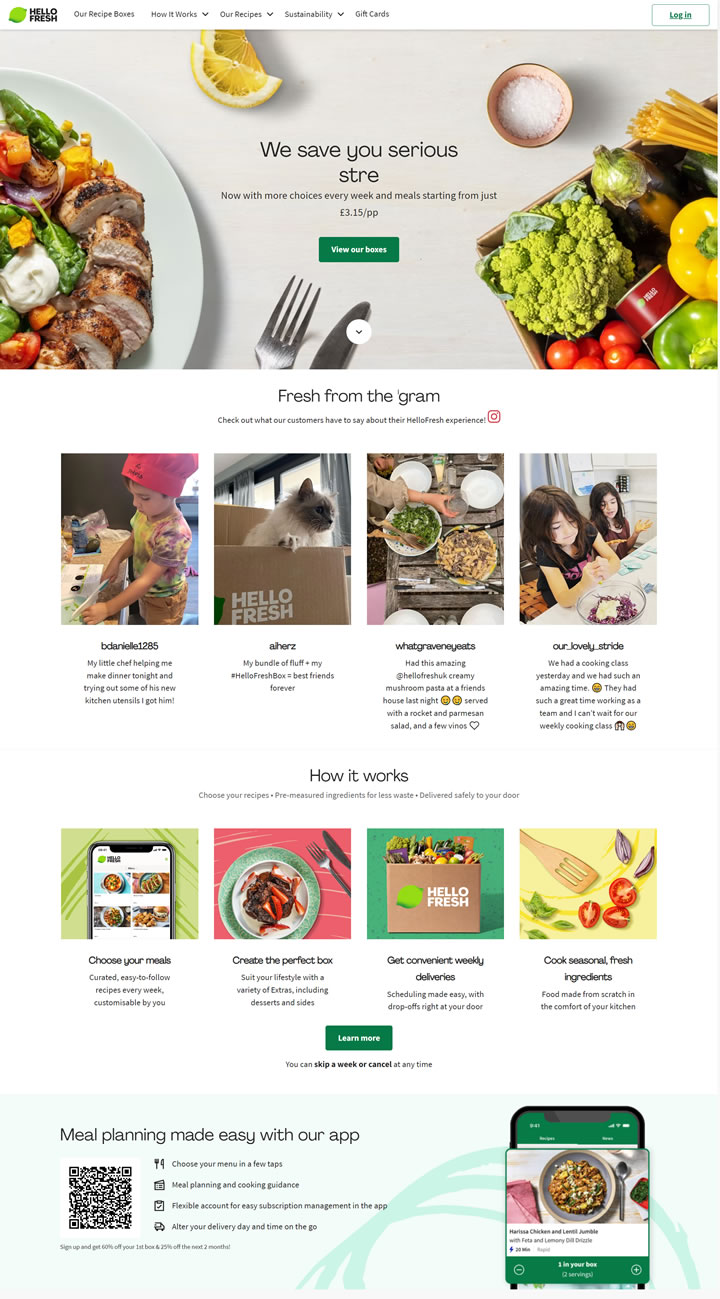 HELLO
FRESH
Our Recipe Boxes
How It Works
Our Recipes
Sustainability
Gift Cards
Log in
We save you serious
stre
Now with more choices every week and meals starting from just
£3.15/pp
View our boxes
HELLO
FRESH
Fresh from the 'gram
Check out what our customers have to say about their HelloFresh experience!
HELLO
FRESH
bdanielle1285
My little chef helping me
make dinner tonight and
trying out some of his new
kitchen utensils I got him!
aiherz
My bundle of fluff + my
#HelloFreshBox = best friends
forever
whatgraveneyeats
Had this amazing
@hellofreshuk creamy
mushroom pasta at a friends
house last night 😋 😋 served
with a rocket and parmesan
salad, and a few vinos ♡
our_lovely_stride
We had a cooking class
yesterday and we had such an
amazing time. 😁 They had
such a great time working as a
team and I can't wait for our
weekly cooking class
How it works
Choose your recipes • Pre-measured ingredients for less waste • Delivered safely to your door
HELLO
FRESH
HELLO
FRESH
Choose your meals
Curated, easy-to-follow
recipes every week,
customisable by you
Create the perfect box
Suit your lifestyle with a
variety of Extras, including
desserts and sides
Get convenient weekly
deliveries
Scheduling made easy, with
drop-offs right at your door
Cook seasonal, fresh
ingredients
Food made from scratch in
the comfort of your kitchen
Learn more
You can skip a week or cancel at any time
Meal planning made easy with our app
Choose your menu in a few taps
Meal planning and cooking guidance
Flexible account for easy subscription management in the app
Alter your delivery day and time on the go
Sign up and get 60% off your 1st box & 25% off the next 2 months!
9:41
Recipes
News
Harissa Chicken and Lentil Jumble
with Feta and Lemony Dill Drizzle
20 Min
Rapid
1 in your box
(2 servings)